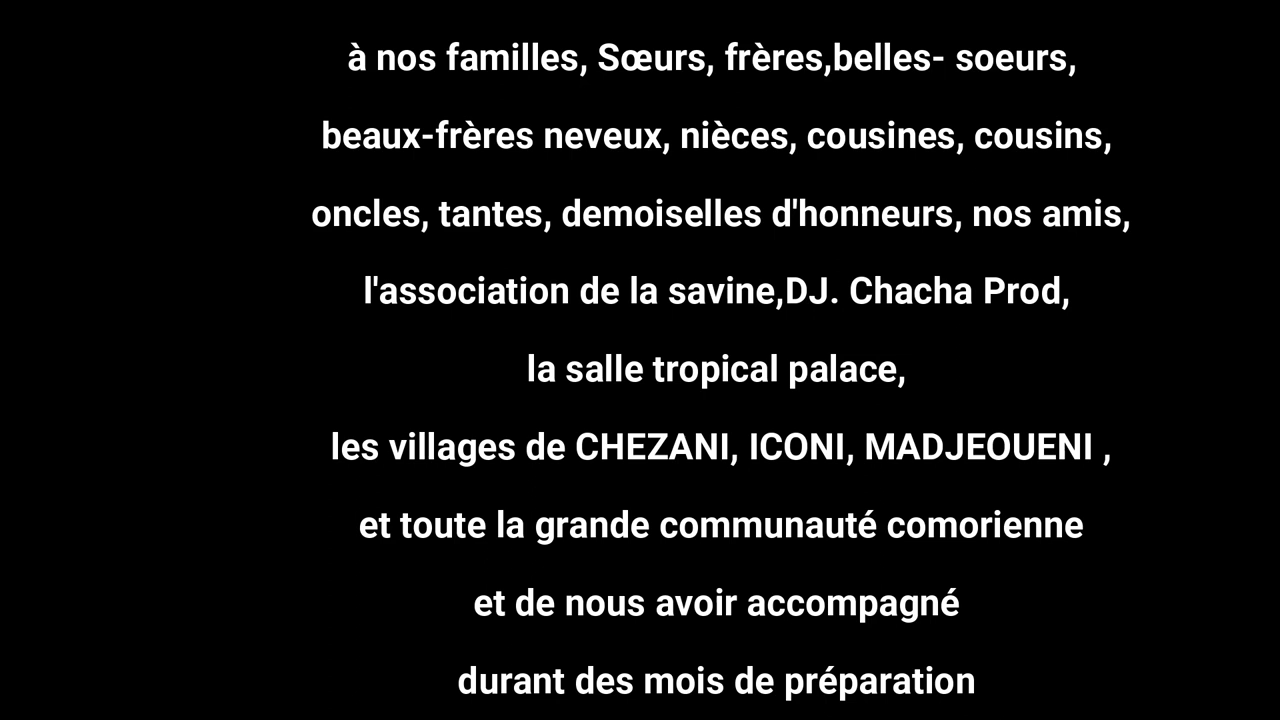 à nos familles, Sœurs, frères,belles- soeurs,
beaux-frères neveux, nièces, cousines, cousins,
oncles, tantes, demoiselles d'honneurs, nos amis,
l'association de la savine,DJ. Chacha Prod,
la salle tropical palace,
les villages de CHEZANI, ICONI, MADJEOUENI ,
et toute la grande communauté comorienne
et de nous avoir accompagné
durant des mois de préparation